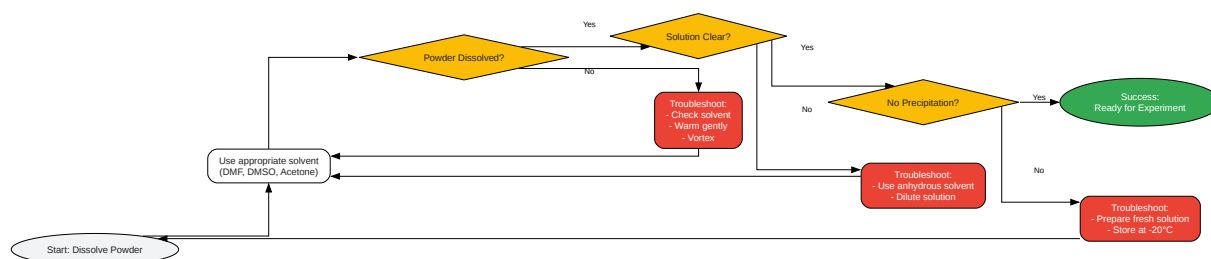 Yes
Solution Clear?
Powder Dissolved?
Yes
No
No Precipitation?
Yes
Success:
Ready for Experiment
Troubleshoot:
- Check solvent
- Warm gently
- Vortex
No
Use appropriate solvent
(DMF, DMSO, Acetone)
Troubleshoot:
- Use anhydrous solvent
- Dilute solution
No
Troubleshoot:
- Prepare fresh solution
- Store at -20°C
Start: Dissolve Powder